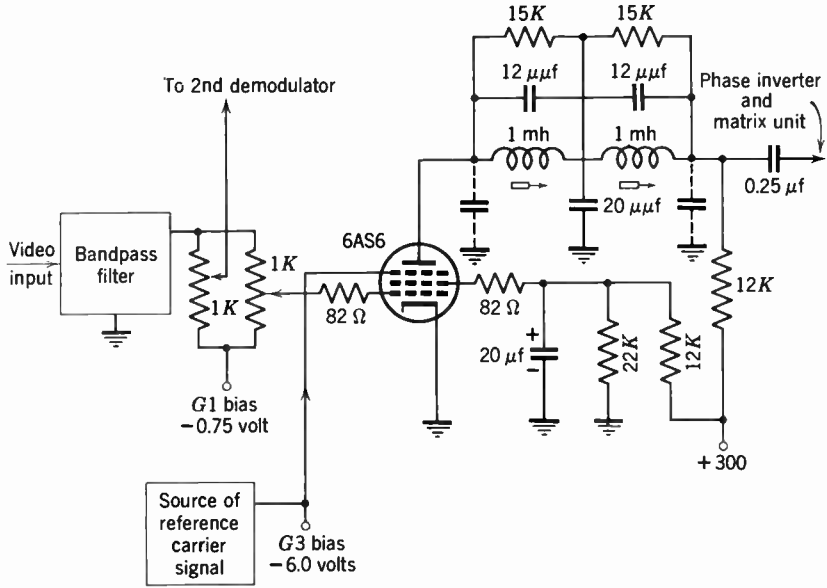 15K
15K
12 μμf
12 μμf
Phase inverter
and
matrix unit
To 2nd demodulator
1 mh
1 mh
0.25 μf
20 μμf
6AS6
Video
input
Bandpass
filter
1K
1K
82 Ω
82 Ω
12K
+
20 μf
−
22K
12K
G1 bias
−0.75 volt
+300
Source of
reference
carrier
signal
G3 bias
−6.0 volts